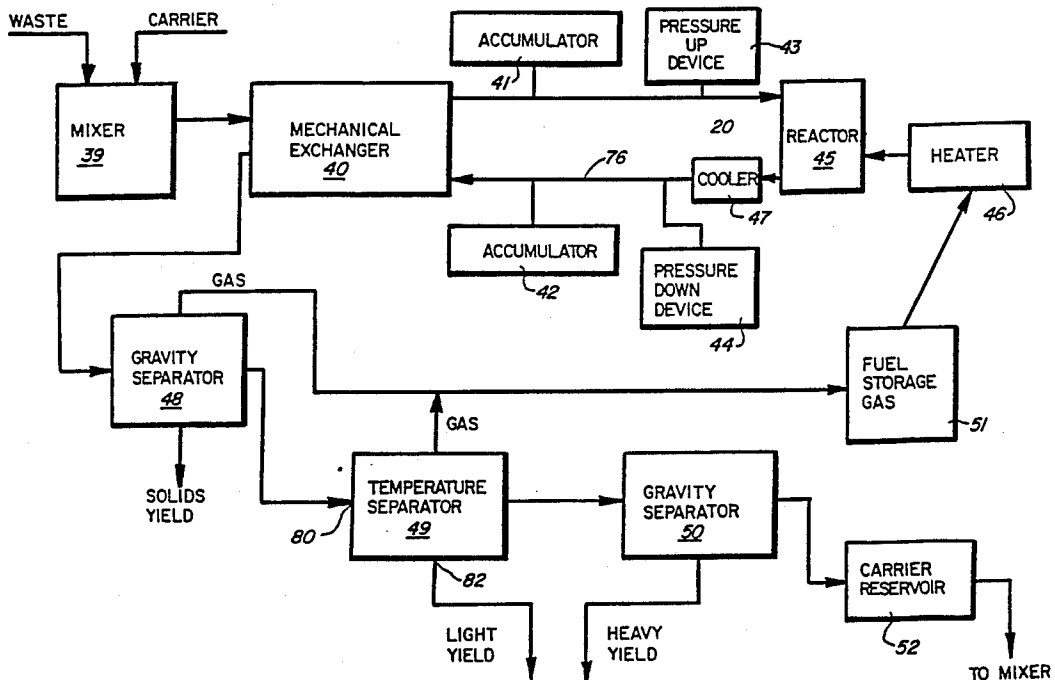 WASTE
CARRIER
MIXER
39
MECHANICAL
EXCHANGER
40
ACCUMULATOR
41
PRESSURE
UP
DEVICE
43
20
REACTOR
45
HEATER
46
76
COOLER
47
ACCUMULATOR
42
PRESSURE
DOWN
DEVICE
44
GAS
GRAVITY
SEPARATOR
48
SOLIDS
YIELD
FUEL
STORAGE
GAS
51
GAS
TEMPERATURE
SEPARATOR
49
80
82
GRAVITY
SEPARATOR
50
LIGHT
YIELD
HEAVY
YIELD
CARRIER
RESERVOIR
52
TO MIXER